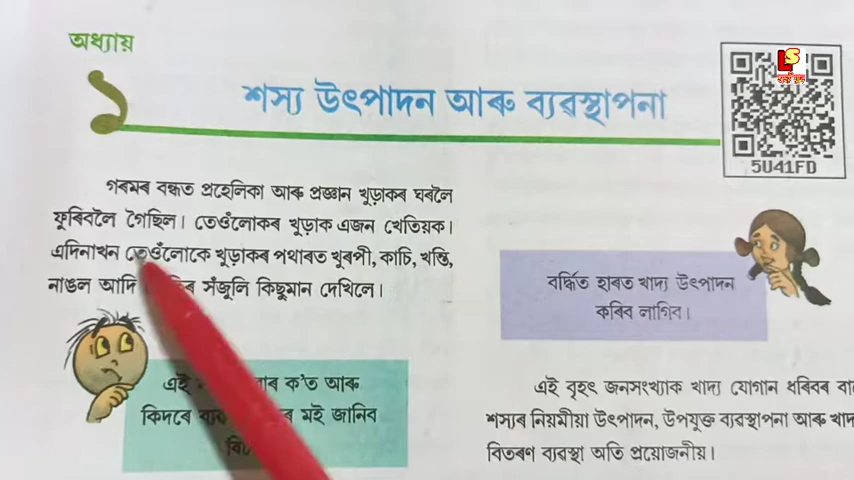 অধ্যায়
১
শস্য উৎপাদন আৰু ব্যৱস্থাপনা
5U41FD
গৰমৰ বন্ধত প্ৰহেলিকা আৰু প্ৰজ্ঞান খুড়াকৰ ঘৰলৈ
ফুৰিবলৈ গৈছিল। তেওঁলোকৰ খুড়াক এজন খেতিয়ক।
এদিনাখন তেওঁলোকে খুড়াকৰ পথাৰত খুৰপী, কাচি, খন্তি,
নাঙল আদি সঁজুলি কিছুমান দেখিলে।
এই ক'ত আৰু
কিদৰে মই জানিব
বৰ্দ্ধিত হাৰত খাদ্য উৎপাদন
কৰিব লাগিব।
এই বৃহৎ জনসংখ্যাক খাদ্য যোগান ধৰিবৰ
শস্যৰ নিয়মীয়া উৎপাদন, উপযুক্ত ব্যৱস্থাপনা আৰু
বিতৰণ ব্যৱস্থা অতি প্ৰয়োজনীয়।